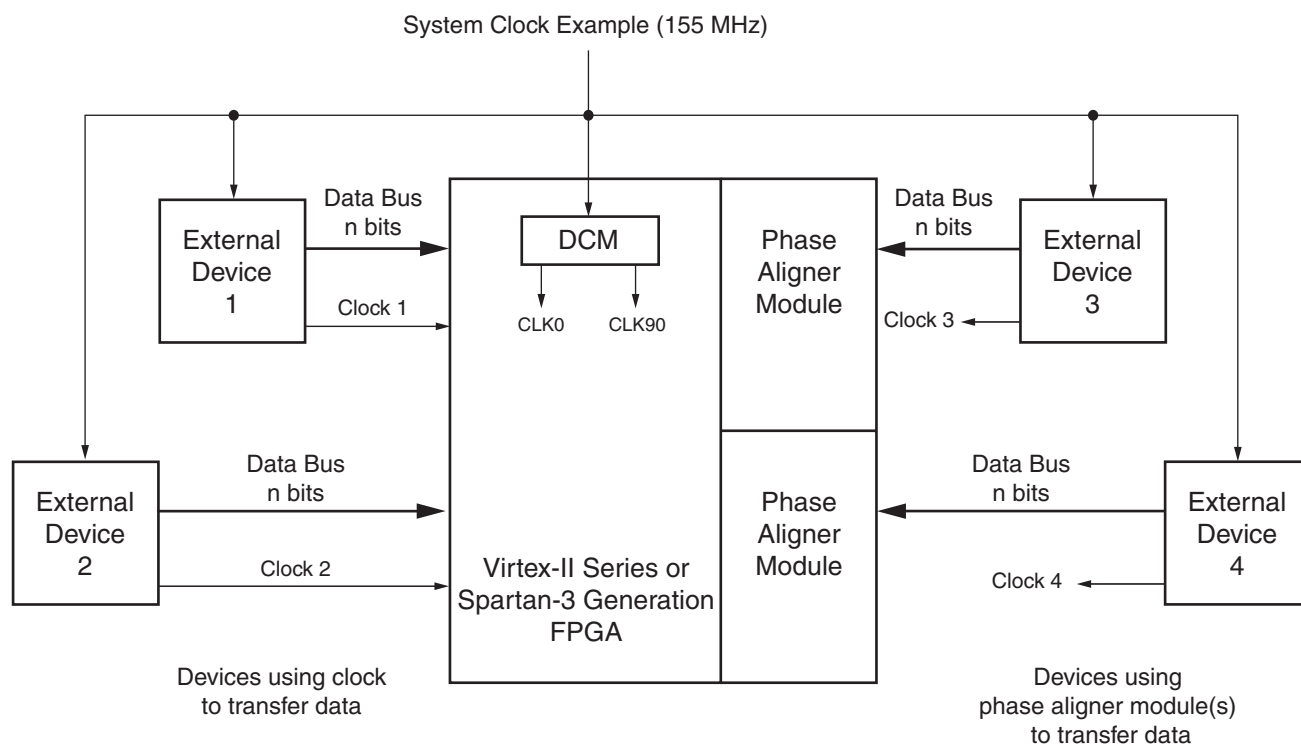 System Clock Example (155 MHz)
External
Device
1
Data Bus
n bits
Clock 1
DCM
CLK0
CLK90
Phase
Aligner
Module
Data Bus
n bits
Clock 3
External
Device
3
External
Device
2
Data Bus
n bits
Clock 2
Virtex-II Series or
Spartan-3 Generation
FPGA
Phase
Aligner
Module
Data Bus
n bits
Clock 4
External
Device
4
Devices using clock
to transfer data
Devices using
phase aligner module(s)
to transfer data